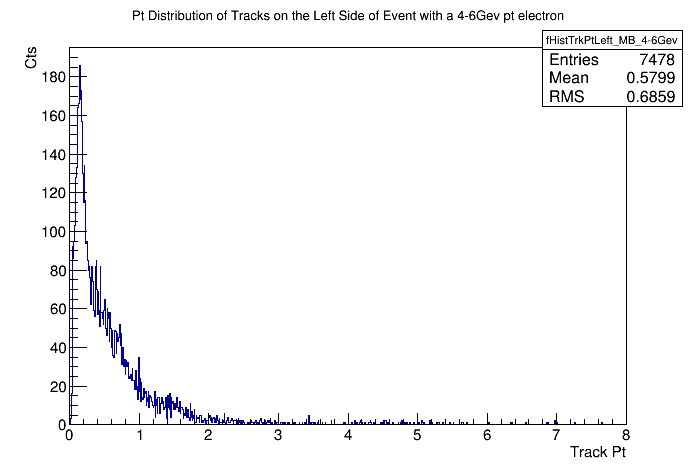 Pt Distribution of Tracks on the Left Side of Event with a 4-6Gev pt electron
fHistTrkPtLeft_MB_4-6Gev
Entries 7478
Mean 0.5799
RMS 0.6859
Cts
180
160
140
120
100
80
60
40
20
0
0 1 2 3 4 5 6 7 8
Track Pt